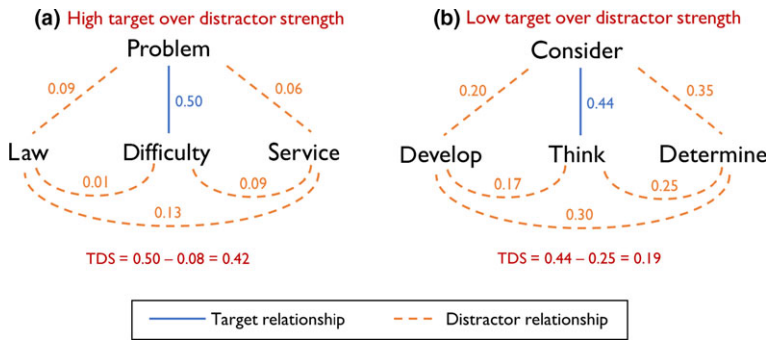 (a) High target over distractor strength
Problem
0.09
0.50
0.06
Law
Difficulty
Service
0.01
0.09
0.13
TDS = 0.50 – 0.08 = 0.42
(b) Low target over distractor strength
Consider
0.20
0.44
0.35
Develop
Think
Determine
0.17
0.25
0.30
TDS = 0.44 – 0.25 = 0.19
Target relationship
Distractor relationship